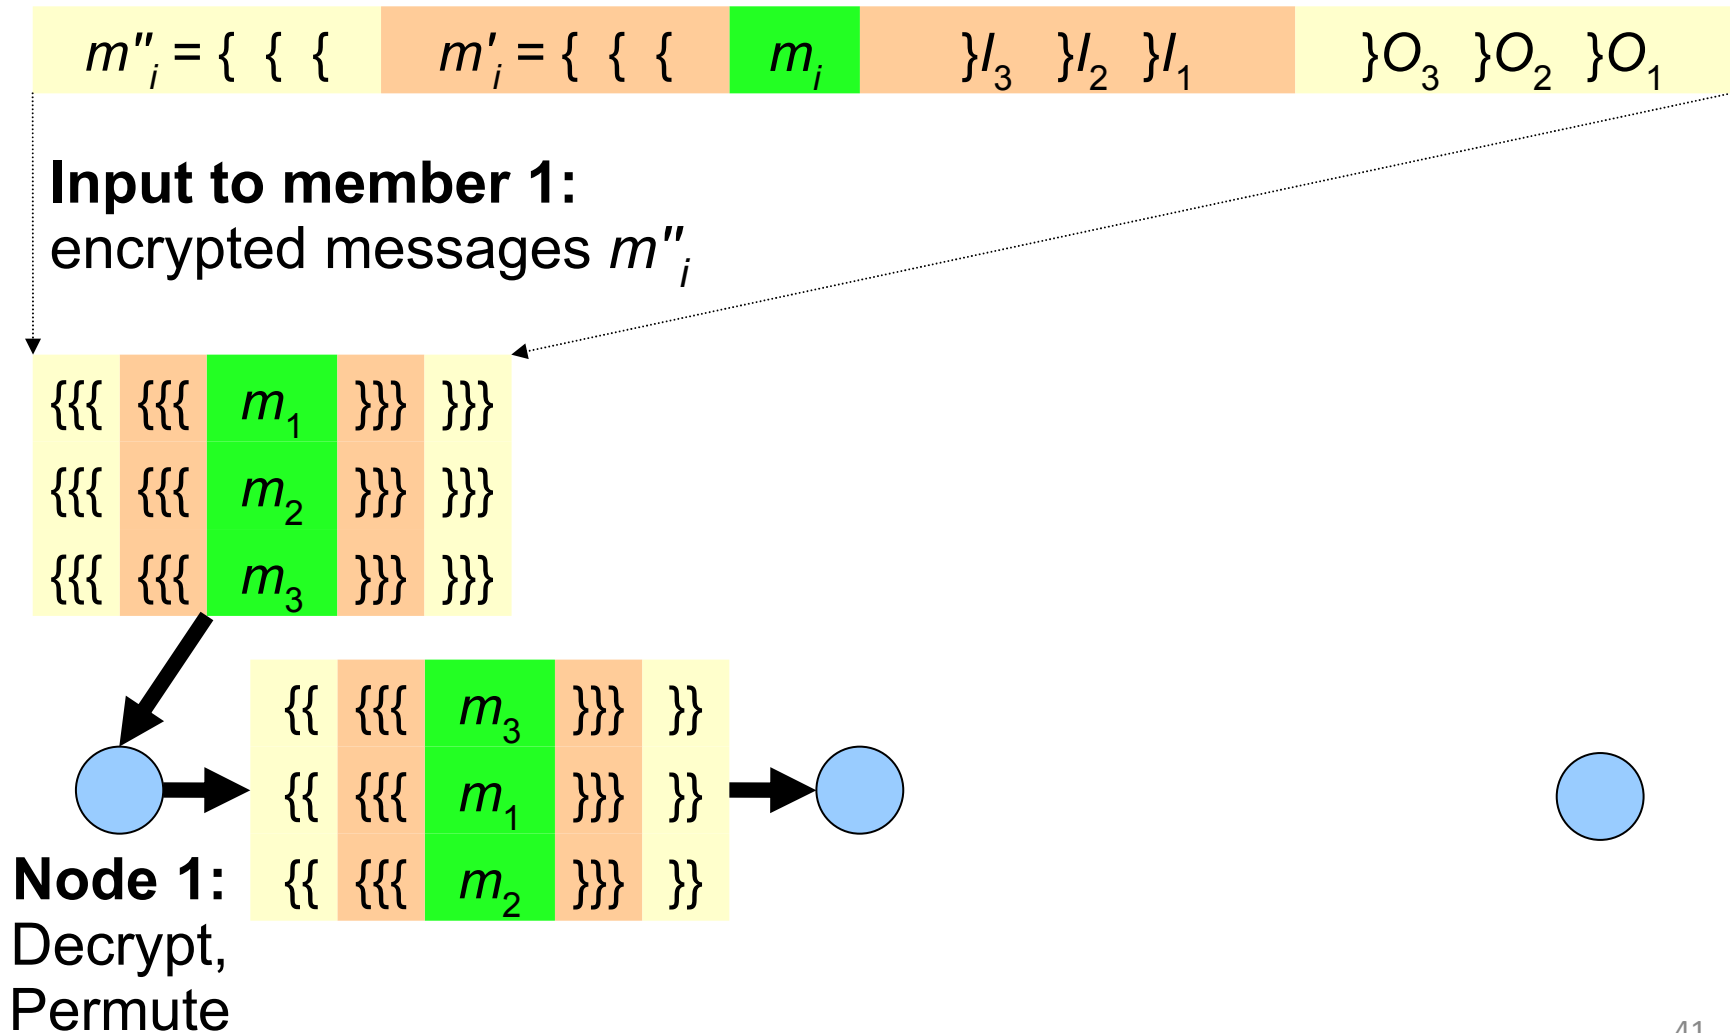 m″i = { { { m′i = { { { mi }I3 }I2 }I1 }O3 }O2 }O1
Input to member 1:
encrypted messages m″i
{{{ {{{ m1 }}} }}}
{{{ {{{ m2 }}} }}}
{{{ {{{ m3 }}} }}}
{{ {{{ m3 }}} }}
{{ {{{ m1 }}} }}
{{ {{{ m2 }}} }}
Node 1:
Decrypt,
Permute
41